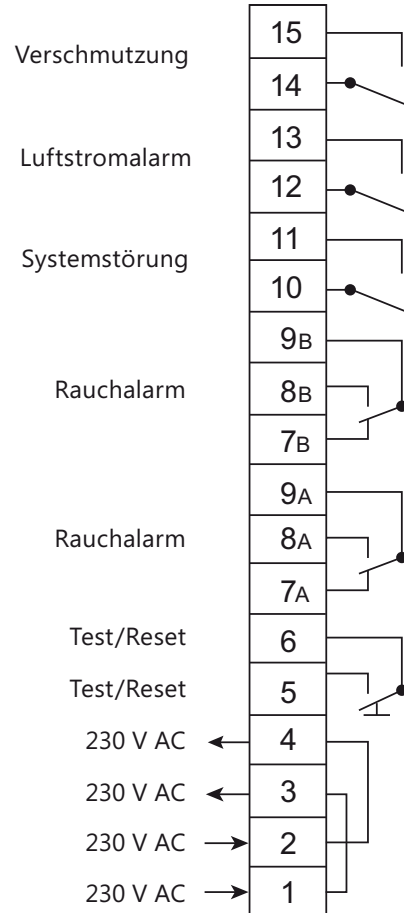 15
Verschmutzung
14
13
Luftstromalarm
12
11
Systemstörung
10
9B
Rauchalarm 8B
7B
9A
Rauchalarm 8A
7A
Test/Reset 6
Test/Reset 5
230 V AC 4
230 V AC 3
230 V AC 2
230 V AC 1